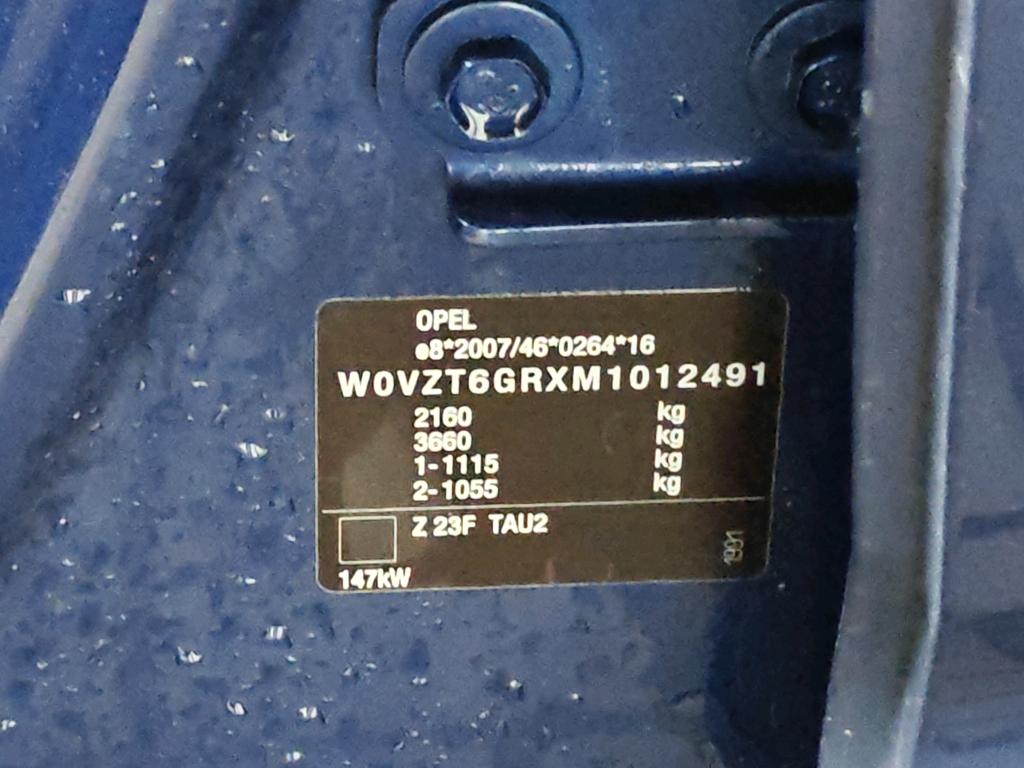 OPEL
e8*2007/46*0264*16
W0VZT6GRXM1012491
2160 kg
3660 kg
1-1115 kg
2-1055 kg
Z 23F TAU2
147kW
1991